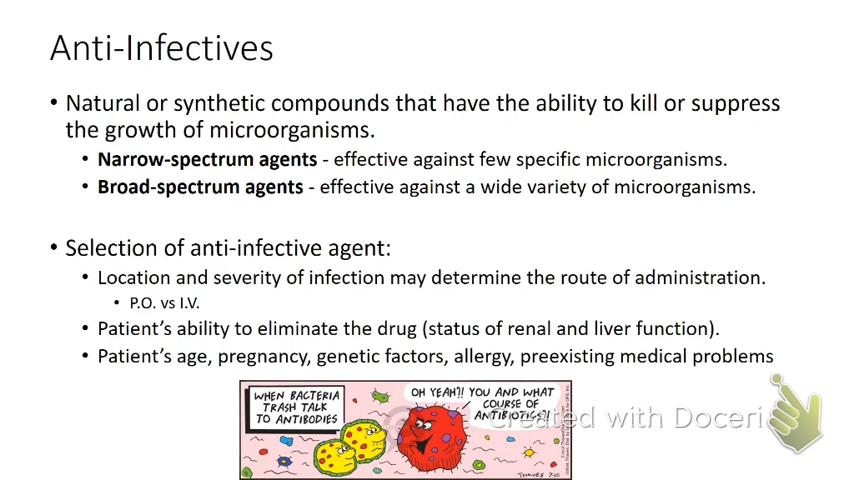 Anti-Infectives
• Natural or synthetic compounds that have the ability to kill or suppress
the growth of microorganisms.
• Narrow-spectrum agents - effective against few specific microorganisms.
• Broad-spectrum agents - effective against a wide variety of microorganisms.
• Selection of anti-infective agent:
• Location and severity of infection may determine the route of administration.
• P.O. vs I.V.
• Patient's ability to eliminate the drug (status of renal and liver function).
• Patient's age, pregnancy, genetic factors, allergy, preexisting medical problems
WHEN BACTERIA
TRASH TALK
TO ANTIBODIES
OH YEAH?! YOU AND WHAT
COURSE OF
ANTIBIOTICS?!
Created with Doceri
THAVES 7-10